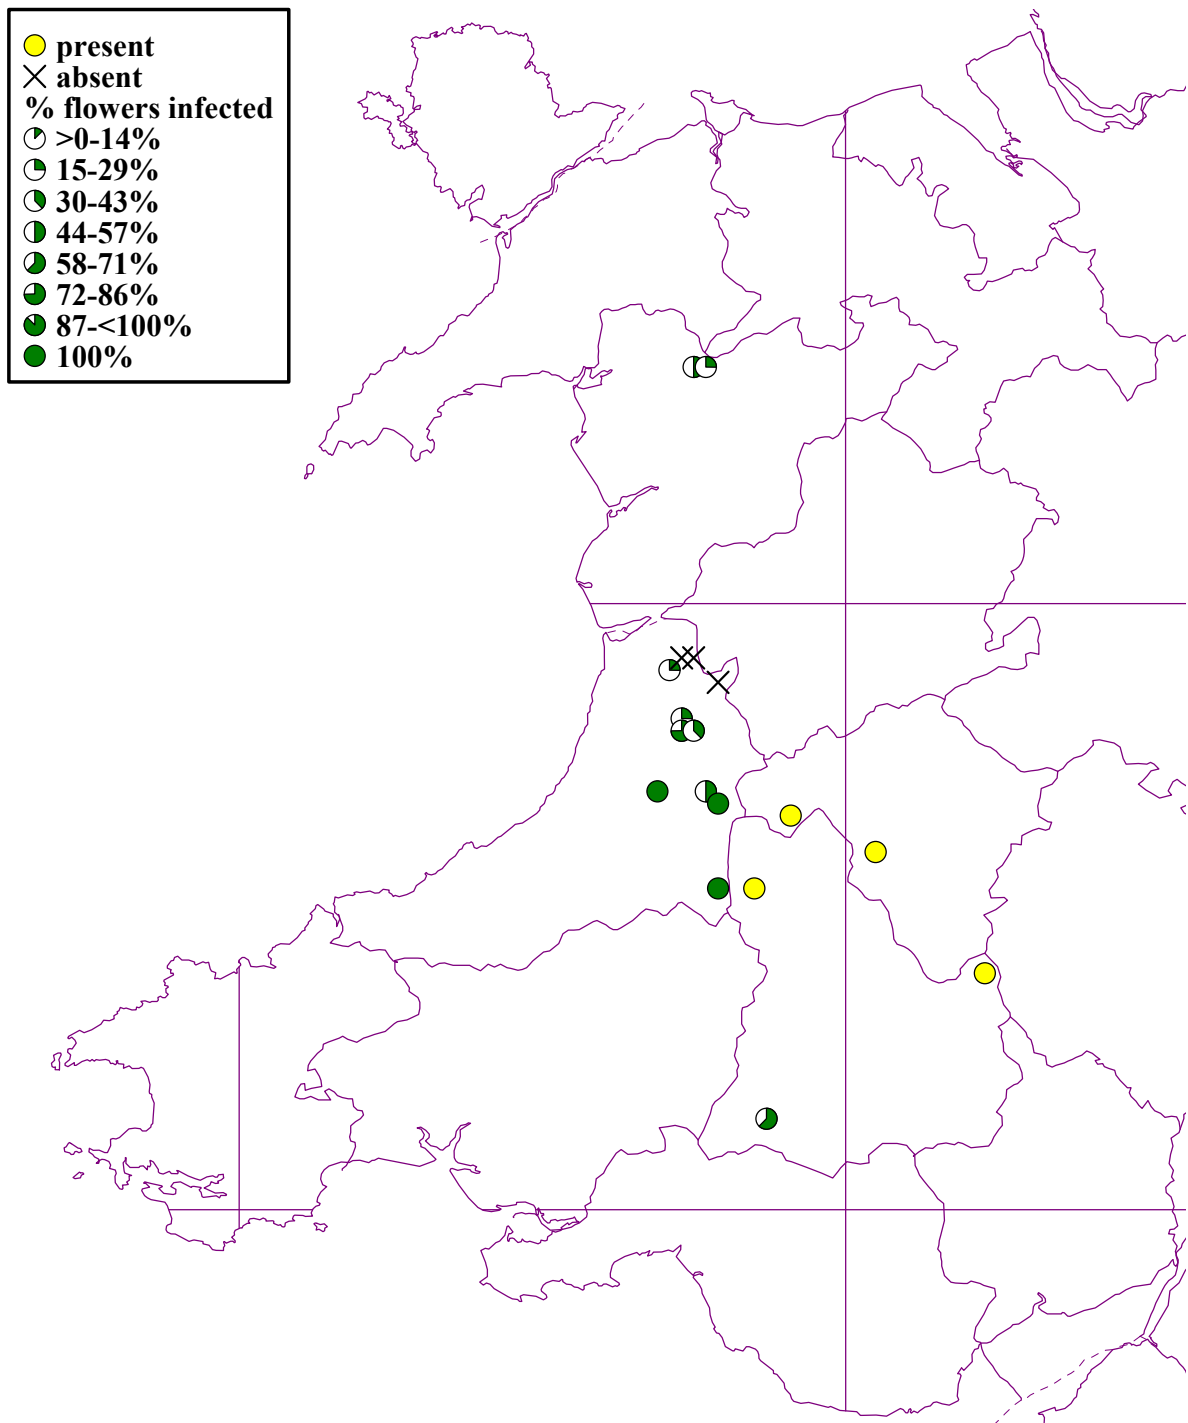 present
absent
% flowers infected
>0-14%
15-29%
30-43%
44-57%
58-71%
72-86%
87-<100%
100%